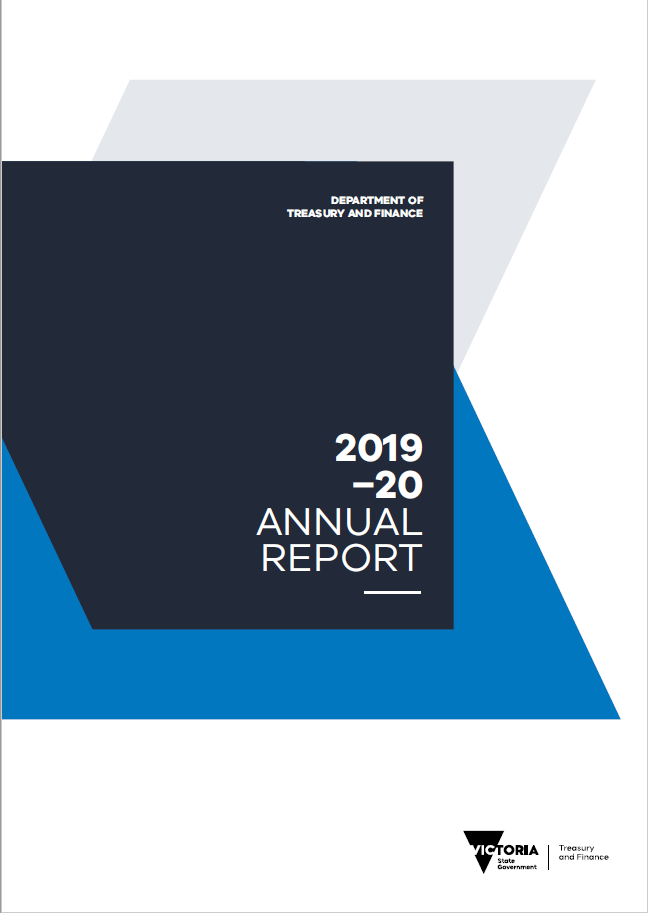 DEPARTMENT OF
TREASURY AND FINANCE
2019
–20
ANNUAL
REPORT
VICTORIA
State
Government
Treasury
and Finance